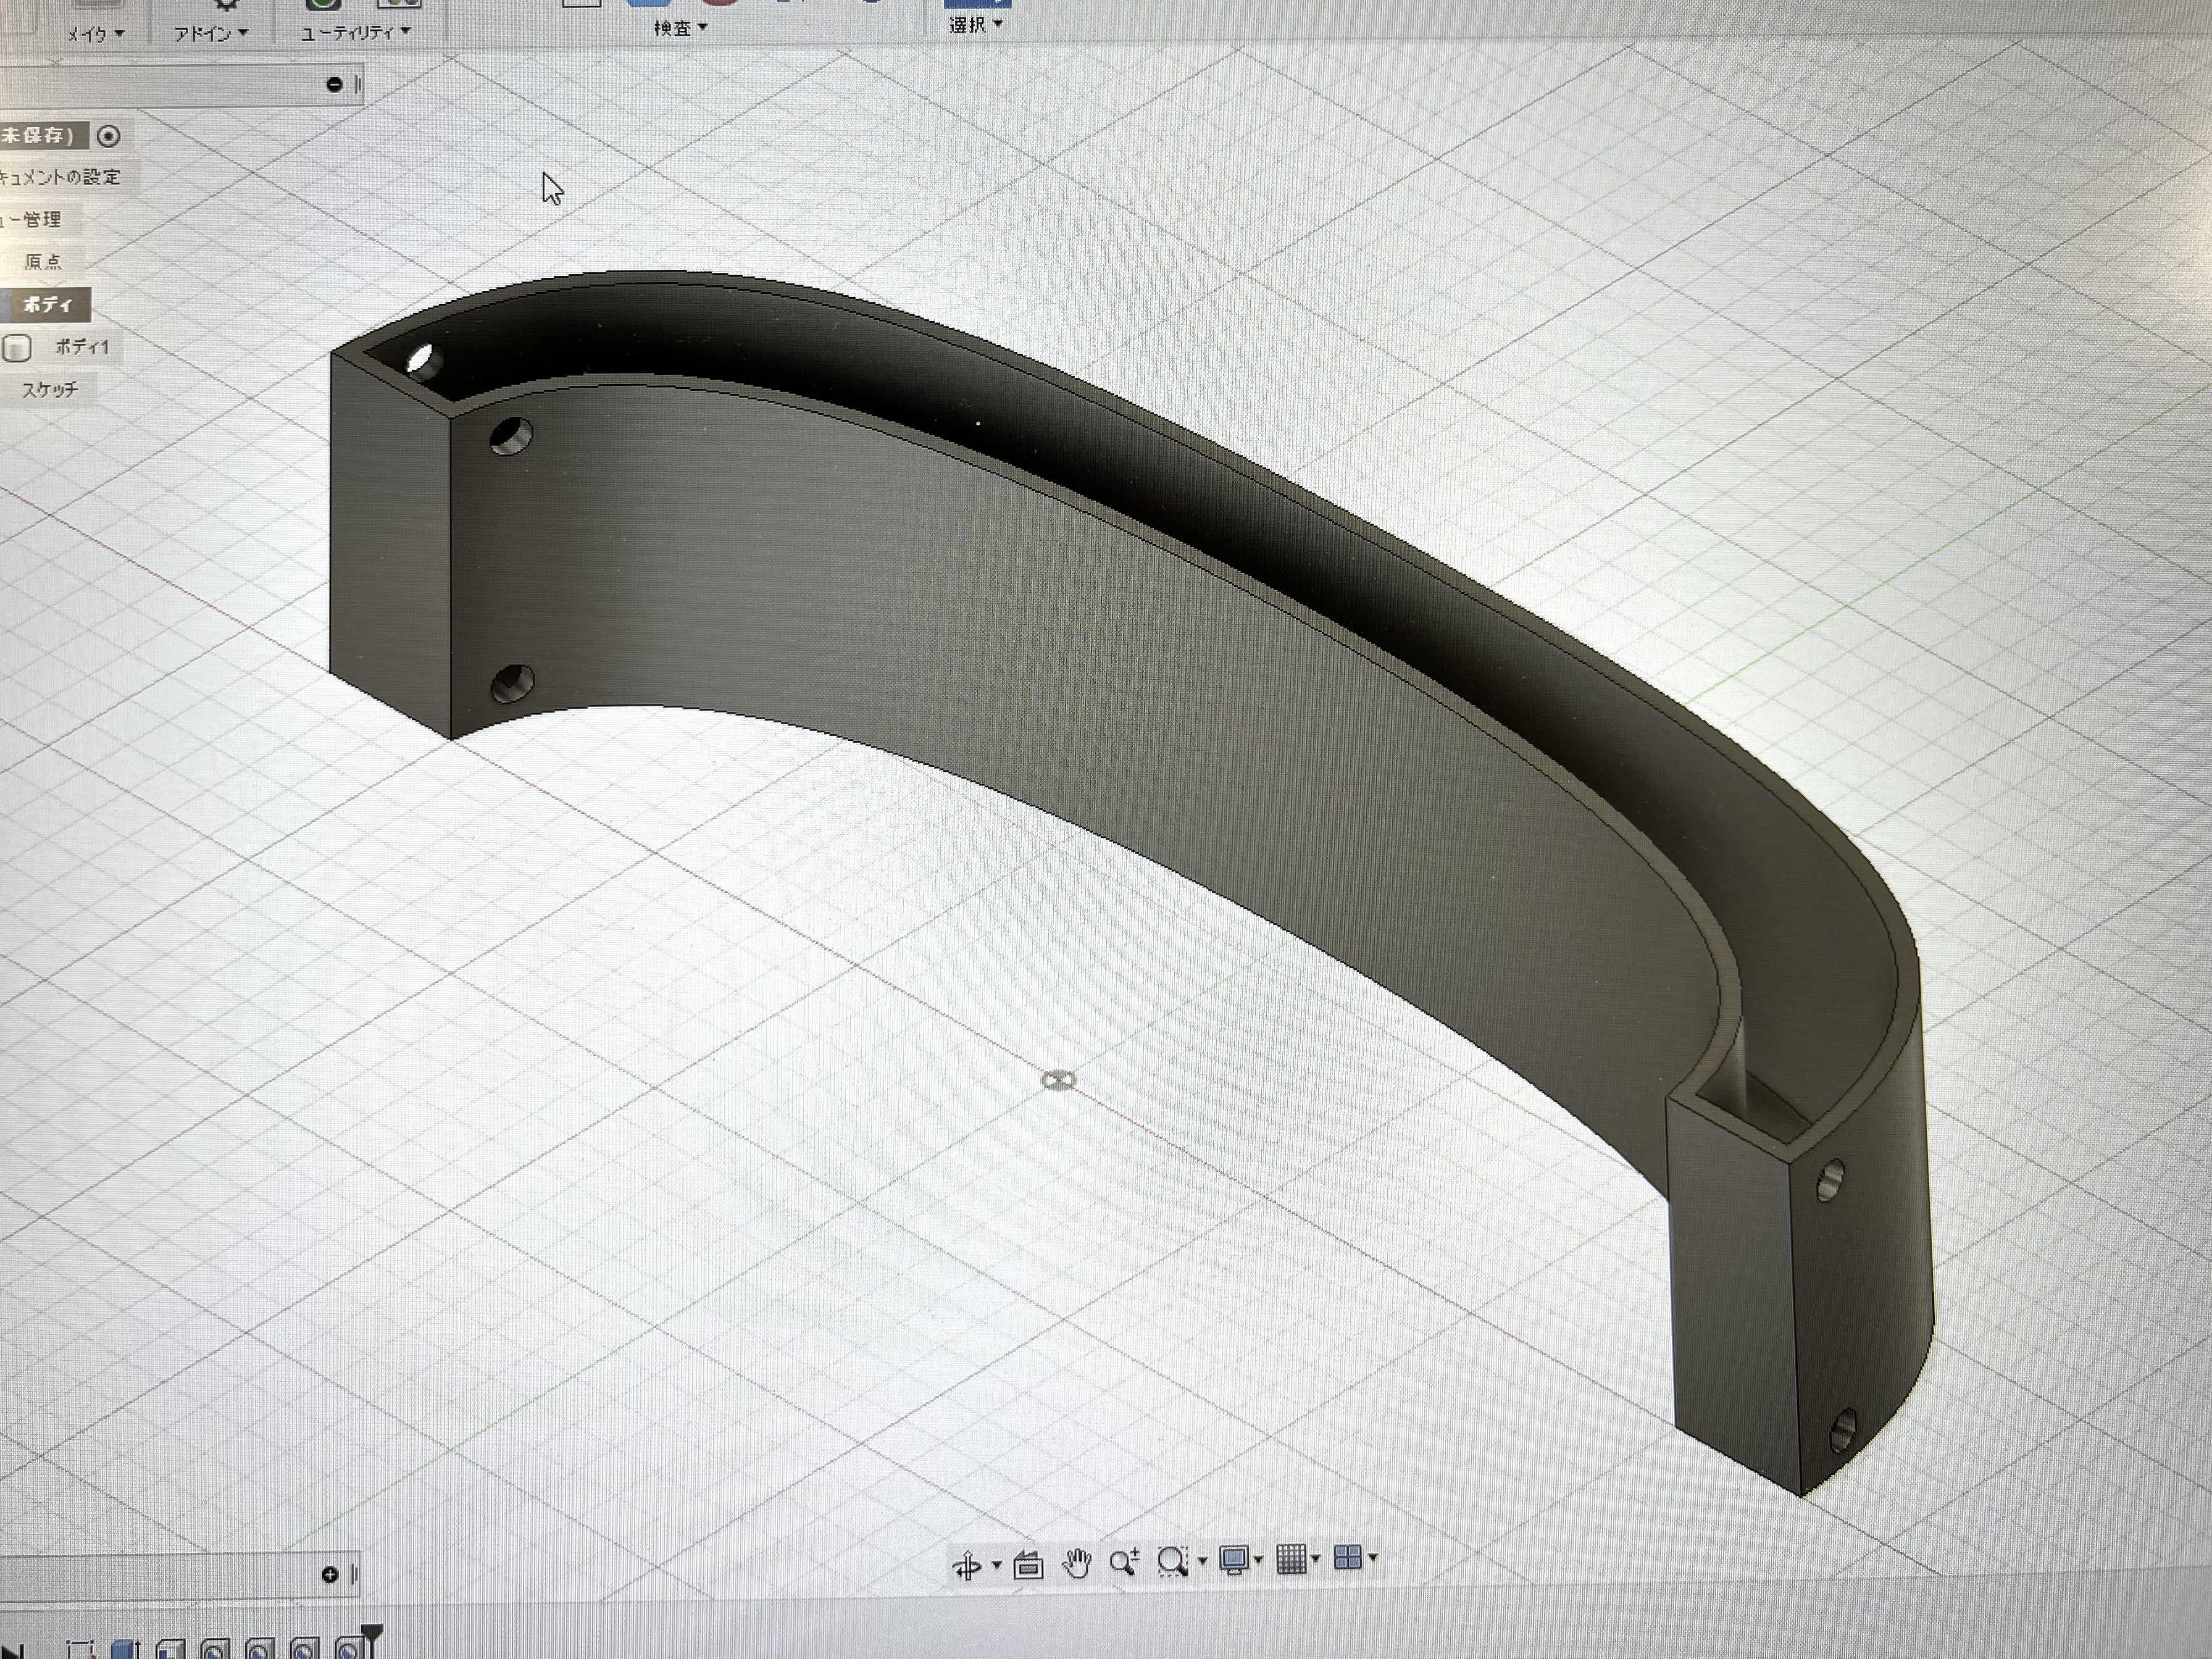 メイク
アドイン
ユーティリティ
検査
選択
未保存)
キュメントの設定
ュー管理
原点
ボディ
ボディ1
スケッチ